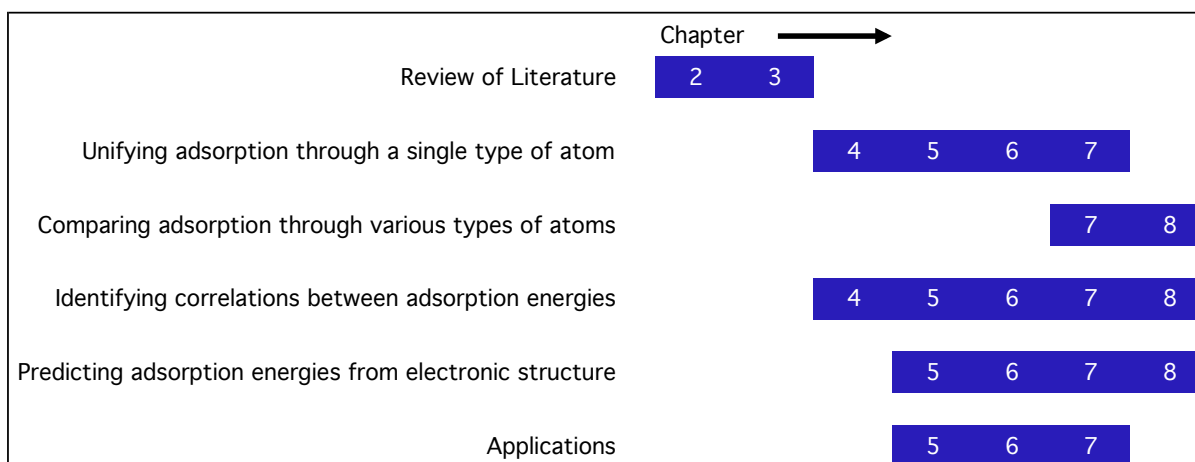 Chapter
Review of Literature 2 3
Unifying adsorption through a single type of atom 4 5 6 7
Comparing adsorption through various types of atoms 7 8
Identifying correlations between adsorption energies 4 5 6 7 8
Predicting adsorption energies from electronic structure 5 6 7 8
Applications 5 6 7